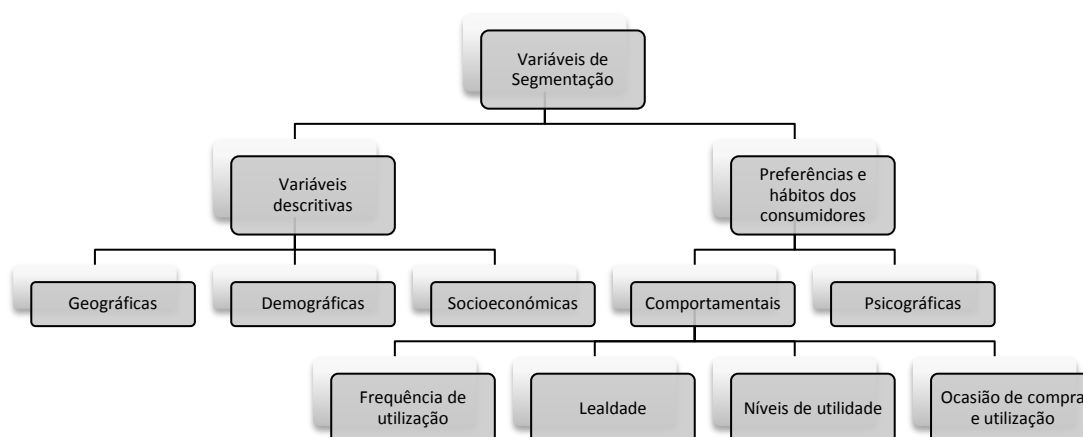 Variáveis de
Segmentação
Variáveis
descritivas
Preferências e
hábitos dos
consumidores
Geográficas
Demográficas
Socioeconómicas
Comportamentais
Psicográficas
Frequência de
utilização
Lealdade
Níveis de utilidade
Ocasião de compra
e utilização